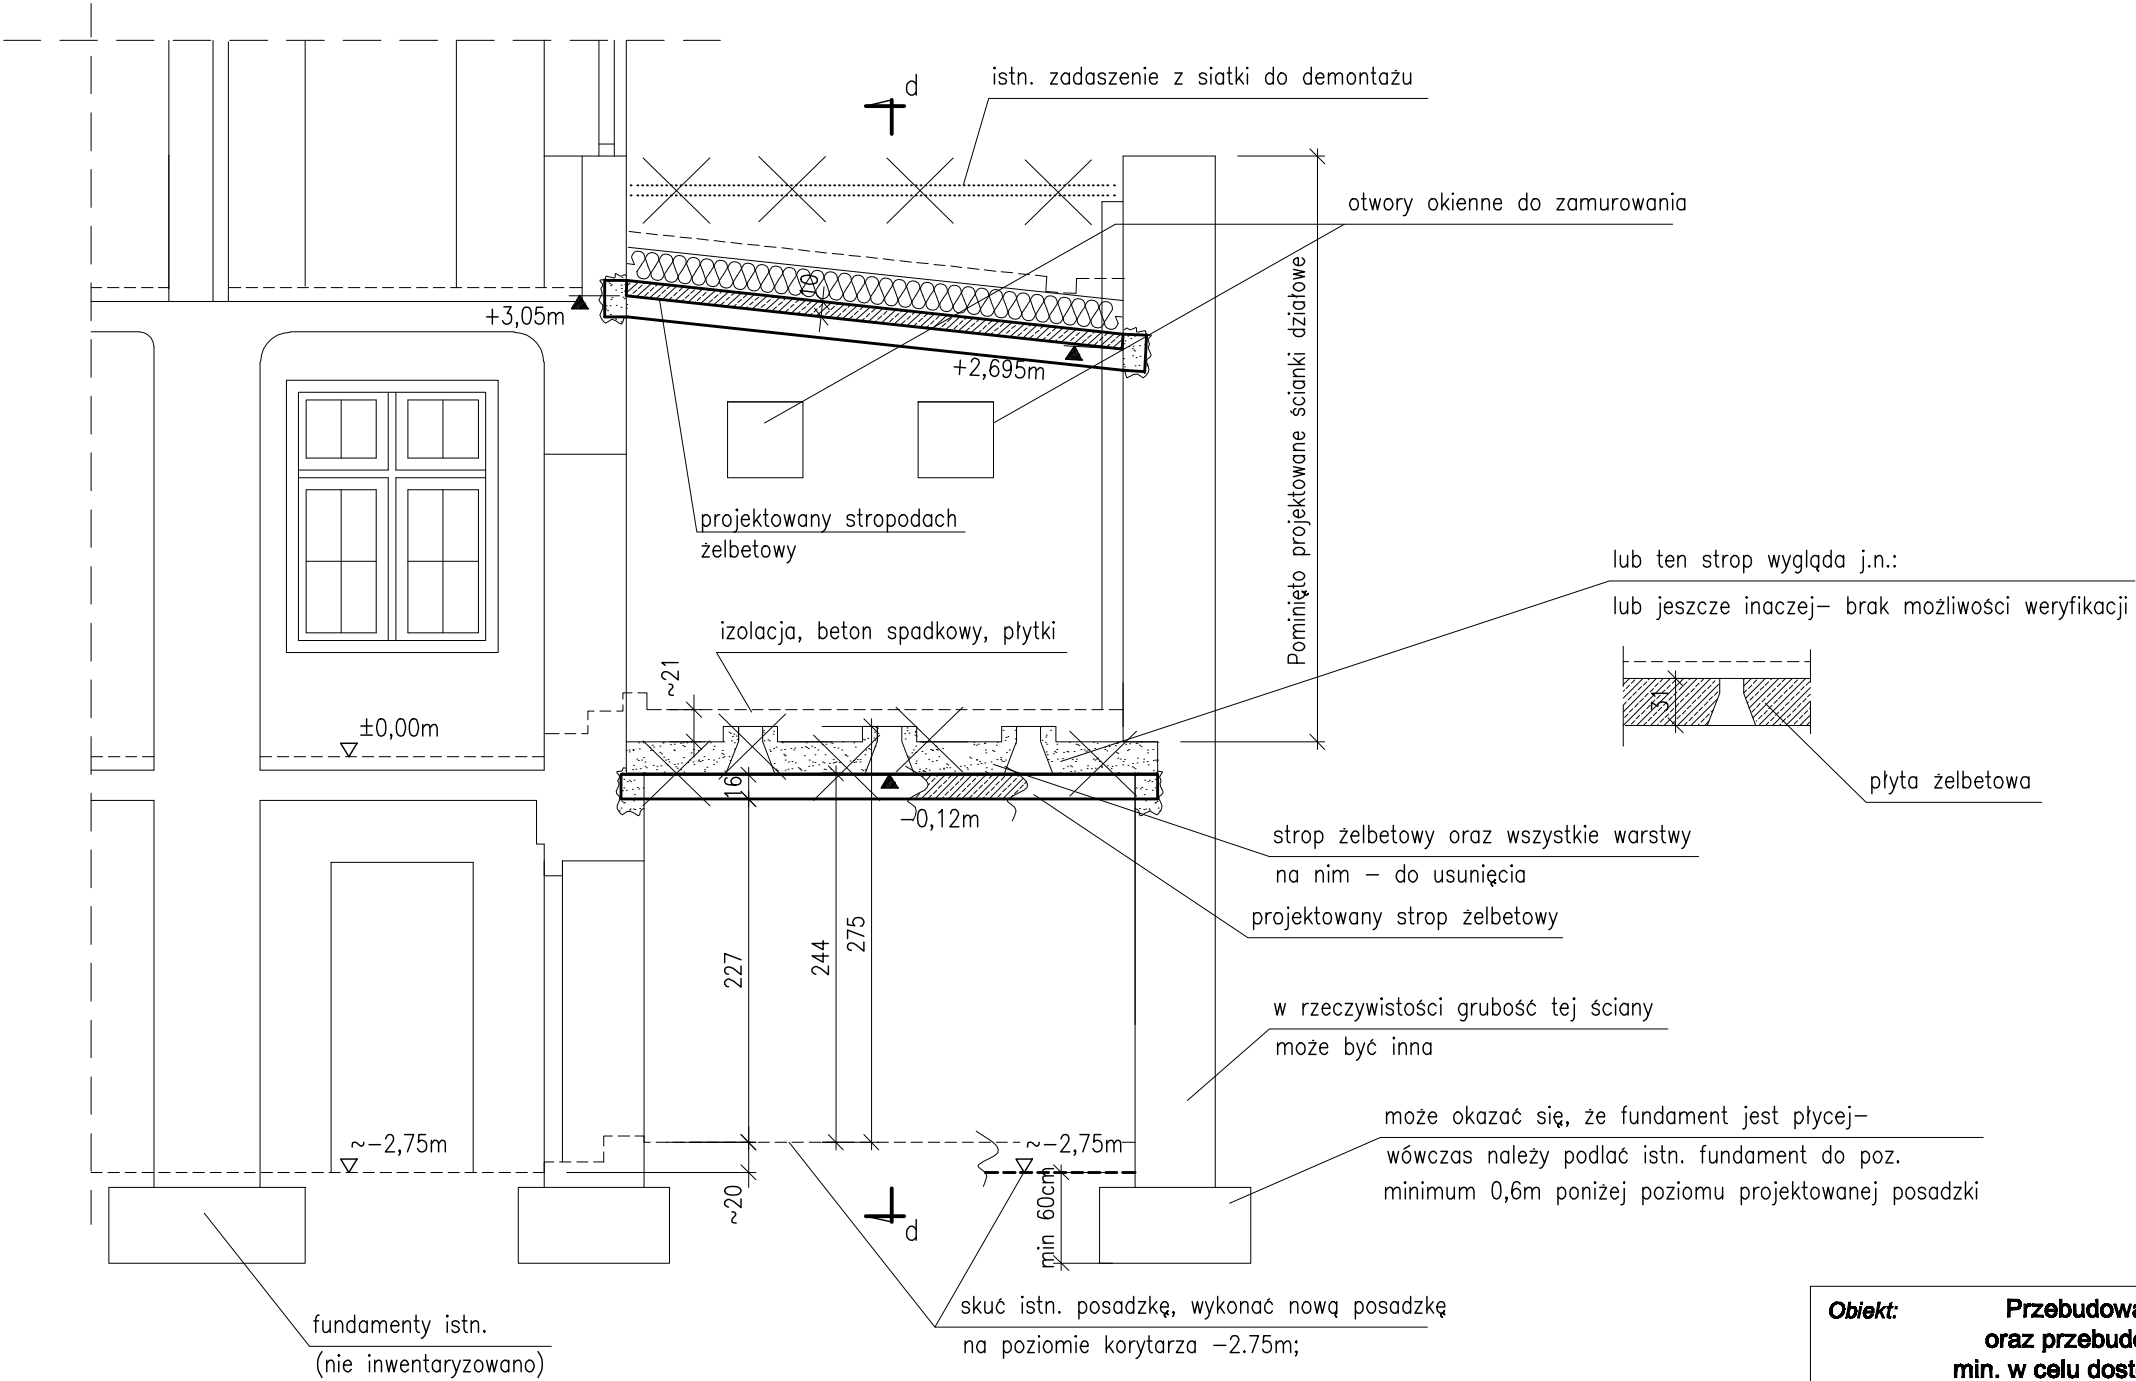 d
istn. zadaszenie z siatki do demontażu
otwory okienne do zamurowania
10
+3,05m
+2,695m
Pominięto projektowane ścianki działowe
projektowany stropodach
żelbetowy
lub ten strop wygląda j.n.:
lub jeszcze inaczej– brak możliwości weryfikacji
31
płyta żelbetowa
izolacja, beton spadkowy, płytki
~21
±0,00m
16
–0,12m
strop żelbetowy oraz wszystkie warstwy
na nim – do usunięcia
projektowany strop żelbetowy
227
244
275
w rzeczywistości grubość tej ściany
może być inna
może okazać się, że fundament jest płycej–
wówczas należy podlać istn. fundament do poz.
minimum 0,6m poniżej poziomu projektowanej posadzki
~–2,75m
~–2,75m
~20
min 60cm
d
skuć istn. posadzkę, wykonać nową posadzkę
na poziomie korytarza –2.75m;
fundamenty istn.
(nie inwentaryzowano)
Obiekt:
Przebudowa
oraz przebud
min. w celu dost